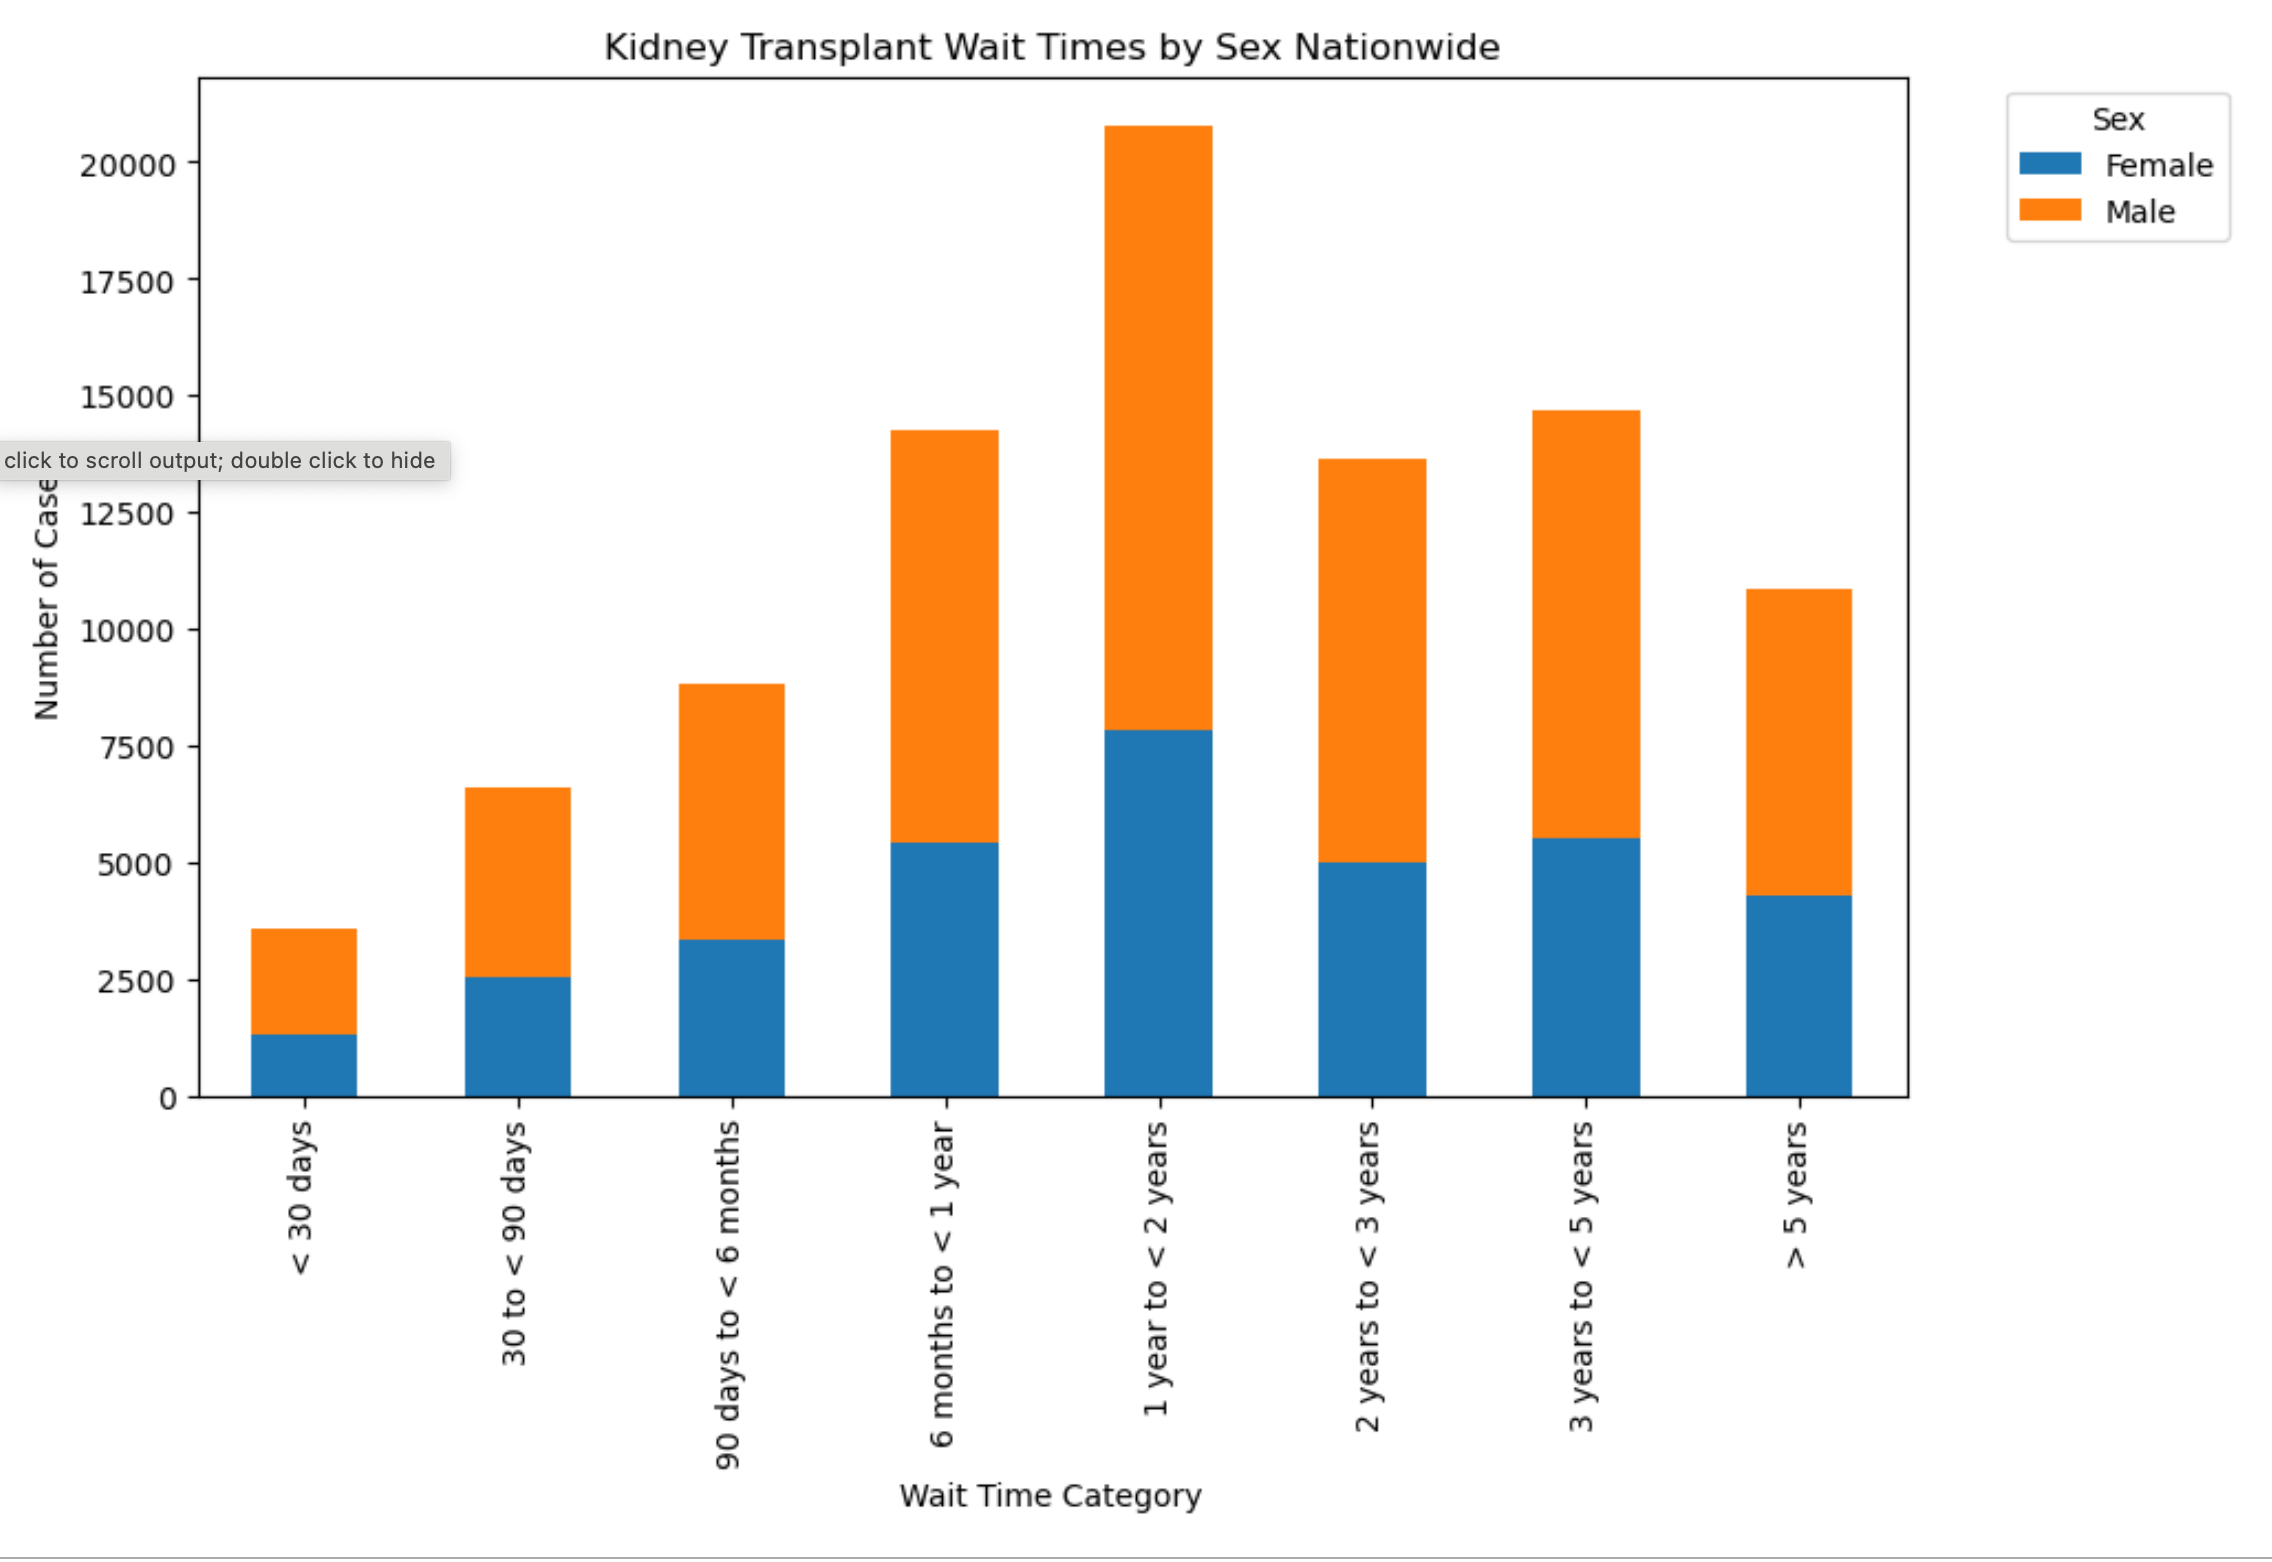 Kidney Transplant Wait Times by Sex Nationwide
Sex
Female
Male
20000
17500
15000
click to scroll output; double click to hide
12500
10000
7500
5000
2500
0
Number of Case
< 30 days
30 to < 90 days
90 days to < 6 months
6 months to < 1 year
1 year to < 2 years
2 years to < 3 years
3 years to < 5 years
> 5 years
Wait Time Category